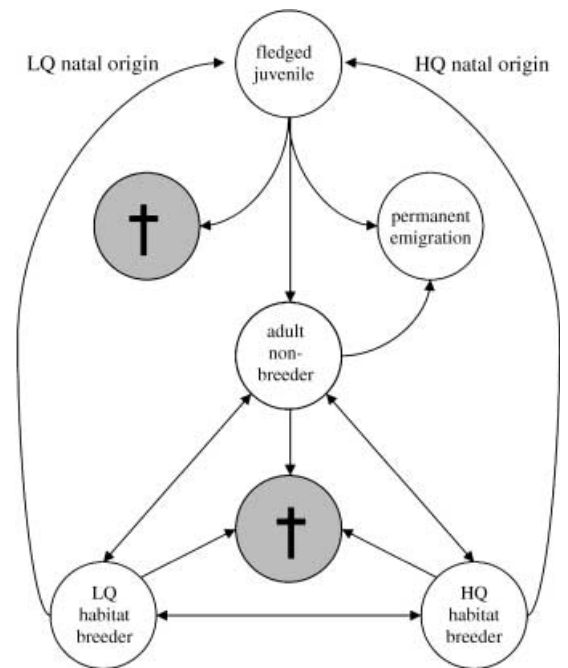 fledged
juvenile
LQ natal origin
HQ natal origin
permanent
emigration
adult
non-
breeder
LQ
habitat
breeder
HQ
habitat
breeder